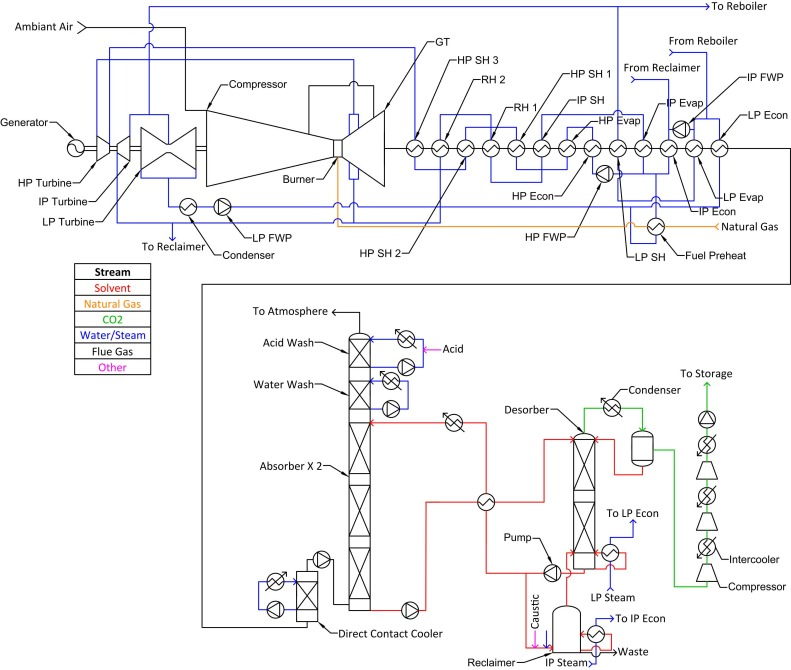 To Reboiler
Ambiant Air
From Reboiler
GT
HP SH 3
From Reclaimer
HP SH 1
IP FWP
RH 2
Compressor
IP SH
IP Evap
RH 1
HP Evap
LP Econ
Generator
HP Turbine
Burner
IP Turbine
HP Econ
LP Evap
LP Turbine
IP Econ
Natural Gas
LP FWP
HP FWP
To Reclaimer
Condenser
HP SH 2
LP SH
Fuel Preheat
Stream
Solvent
Natural Gas
CO2
Water/Steam
Flue Gas
Other
To Atmosphere
Acid Wash
Acid
Water Wash
To Storage
Condenser
Desorber
Absorber X 2
To LP Econ
Pump
Intercooler
Compressor
LP Steam
Caustic
To IP Econ
Direct Contact Cooler
Waste
Reclaimer
IP Steam